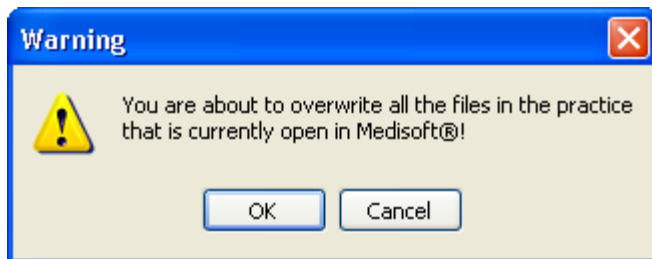 Warning
You are about to overwrite all the files in the practice
that is currently open in Medisoft®!
OK
Cancel